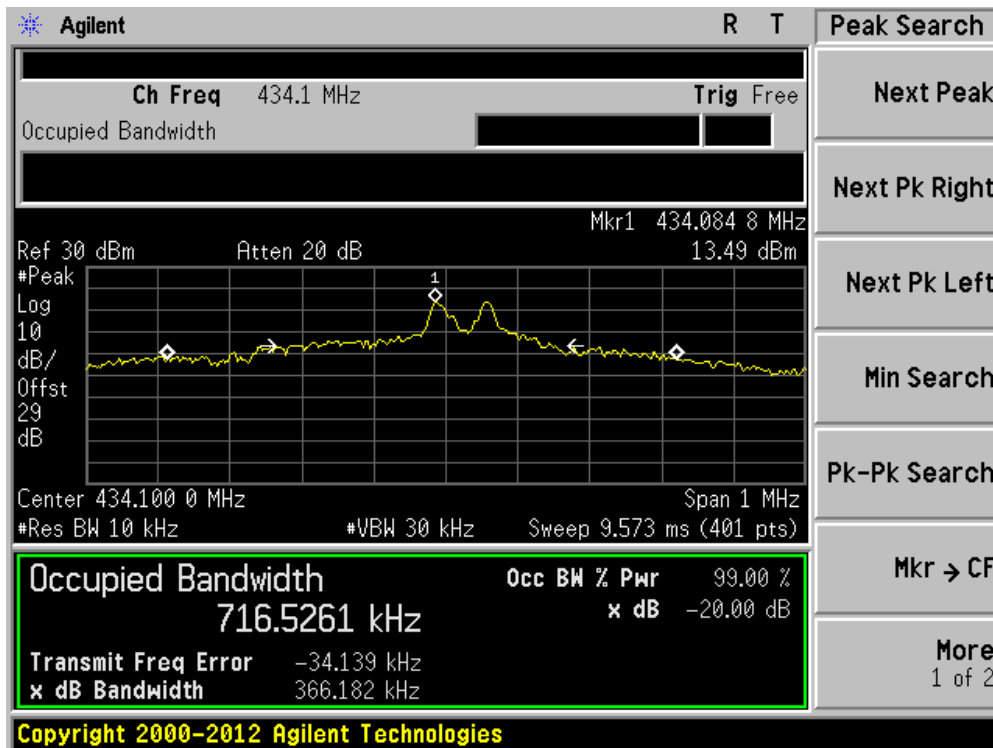 Agilent R T Peak Search
Ch Freq 434.1 MHz Trig Free
Occupied Bandwidth
Mkr1 434.084 8 MHz
Ref 30 dBm Atten 20 dB 13.49 dBm
#Peak
Log
10
dB/
Offst
29
dB
1
Center 434.100 0 MHz Span 1 MHz
#Res BW 10 kHz #VBW 30 kHz Sweep 9.573 ms (401 pts)
Occupied Bandwidth
716.5261 kHz
Occ BW % Pwr 99.00 %
x dB -20.00 dB
Transmit Freq Error -34.139 kHz
x dB Bandwidth 366.182 kHz
Copyright 2000-2012 Agilent Technologies
Next Peak
Next Pk Right
Next Pk Left
Min Search
Pk-Pk Search
Mkr → CF
More
1 of 2